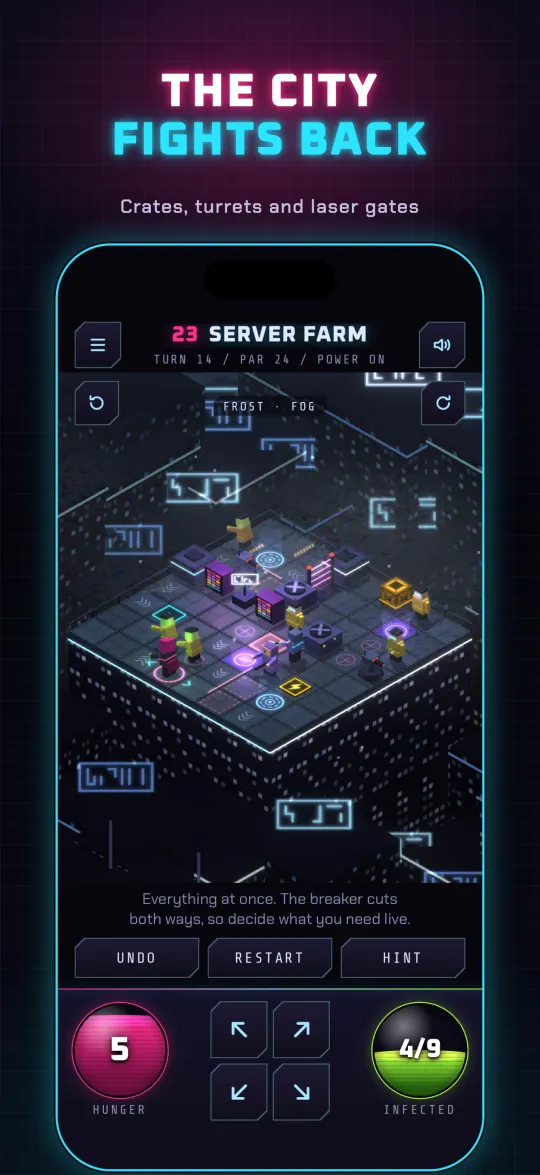 THE CITY
FIGHTS BACK
Crates, turrets and laser gates
23 SERVER FARM
TURN 14 / PAR 24 / POWER ON
FROST · FOG
Everything at once. The breaker cuts
both ways, so decide what you need live.
UNDO
RESTART
HINT
5
4/9
HUNGER
INFECTED